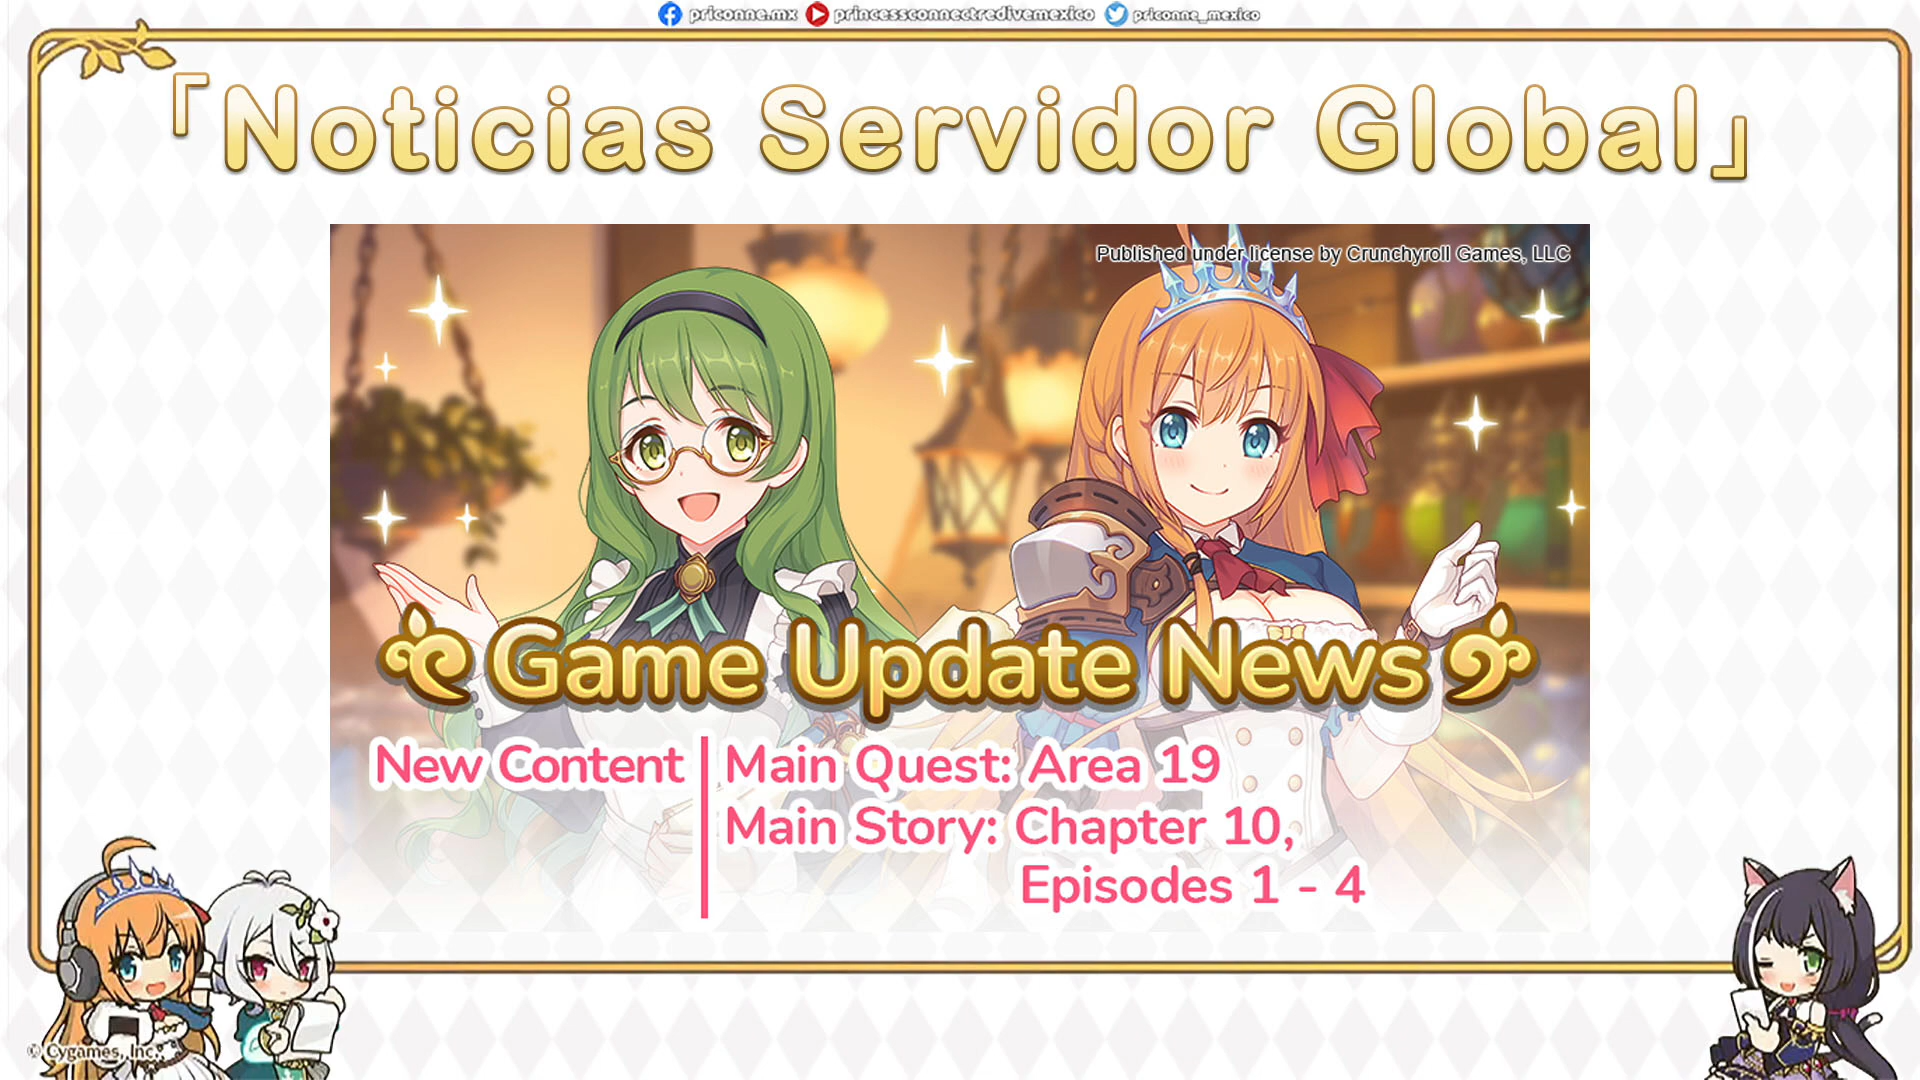 priconne.mx princessconnectredivemexico priconne_mexico
「Noticias Servidor Global」
Published under license by Crunchyroll Games, LLC
Game Update News
New Content
Main Quest: Area 19
Main Story: Chapter 10,
Episodes 1 - 4
© Cygames, Inc.